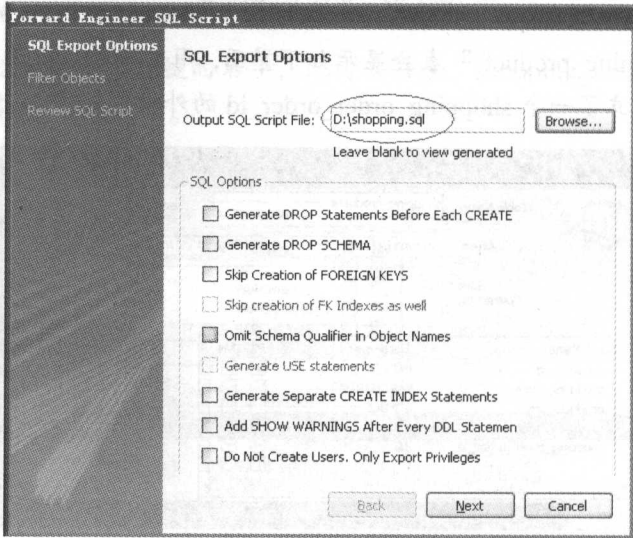 Forward Engineer SQL Script
SQL Export Options
Filter Objects
Review SQL Script
SQL Export Options
Output SQL Script File: D:\shopping.sql Browse...
Leave blank to view generated
SQL Options
Generate DROP Statements Before Each CREATE
Generate DROP SCHEMA
Skip Creation of FOREIGN KEYS
Skip creation of FK Indexes as well
Omit Schema Qualifier in Object Names
Generate USE statements
Generate Separate CREATE INDEX Statements
Add SHOW WARNINGS After Every DDL Statemen
Do Not Create Users. Only Export Privileges
Back Next Cancel